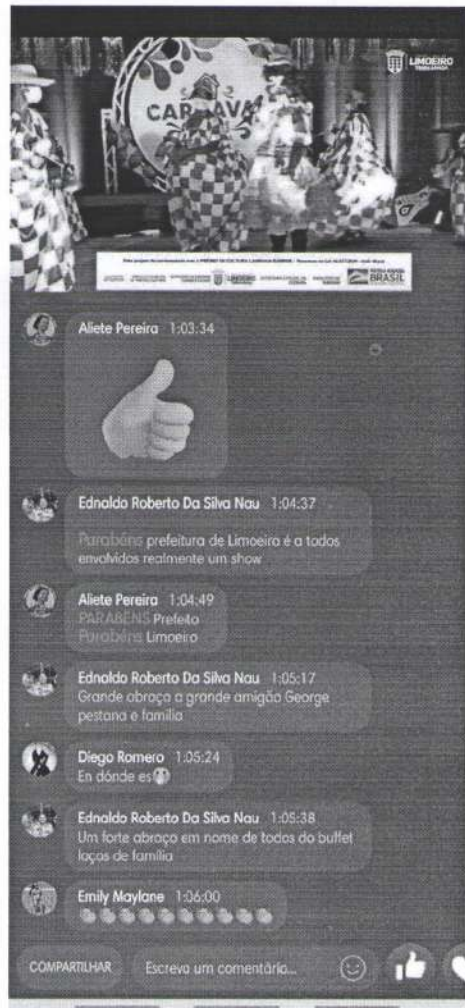 LIMOEIRO
CARNAVAL
BRASIL
Aliete Pereira 1:03:34
Ednaldo Roberto Da Silva Nau 1:04:37
Parabéns prefeitura de Limoeira é a todos
envolvidos realmente um show
Aliete Pereira 1:04:49
PARABÉNS Prefeito
Parabéns Limoeiro
Ednaldo Roberto Da Silva Nau 1:05:17
Grande abraço a grande amigão George
pestana e família
Diego Romero 1:05:24
En dónde es
Ednaldo Roberto Da Silva Nau 1:05:38
Um forte abraço em nome de todos do buffet
laços de família
Emily Maylane 1:06:00
COMPARTILHAR Escreva um comentário...